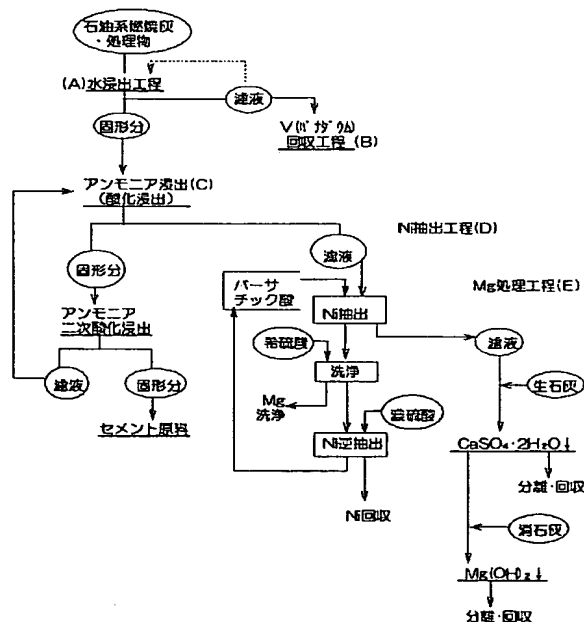 石油系燃焼灰
・処理物
(A)水浸出工程
濾液
固形分
V(バナジウム)
回収工程(B)
アンモニア浸出(C)
(酸化浸出)
Ni抽出工程(D)
濾液
固形分
Mg処理工程(E)
バーサ
チック酸
Ni抽出
アンモニア
二次酸化浸出
希硫酸
濾液
洗浄
濾液
固形分
生石灰
Mg
洗浄
濃硫酸
セメント原料
Ni逆抽出
CaSO₄・2H₂O↓
分離・回収
Ni回収
消石灰
Mg(OH)₂↓
分離・回収